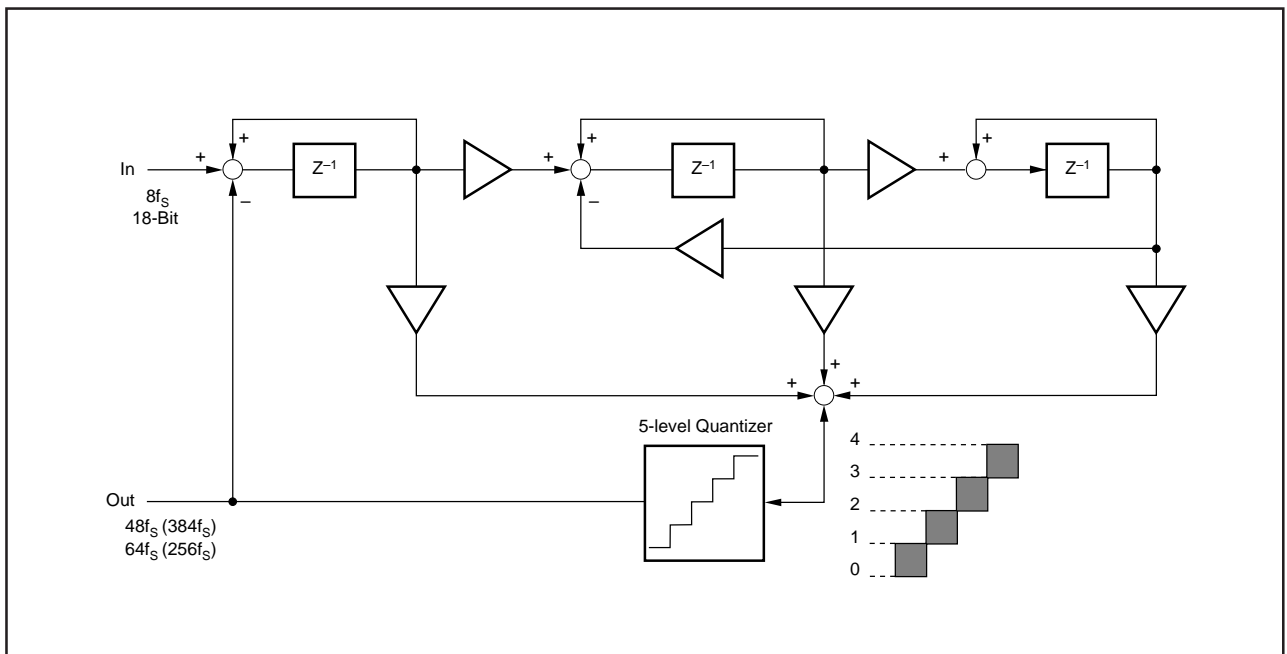 + + +
Z⁻¹ Z⁻¹ Z⁻¹
In + + +
– –
8f_S
18-Bit
+
+ +
5-level Quantizer
4
3
2
1
0
Out
48f_S (384f_S)
64f_S (256f_S)